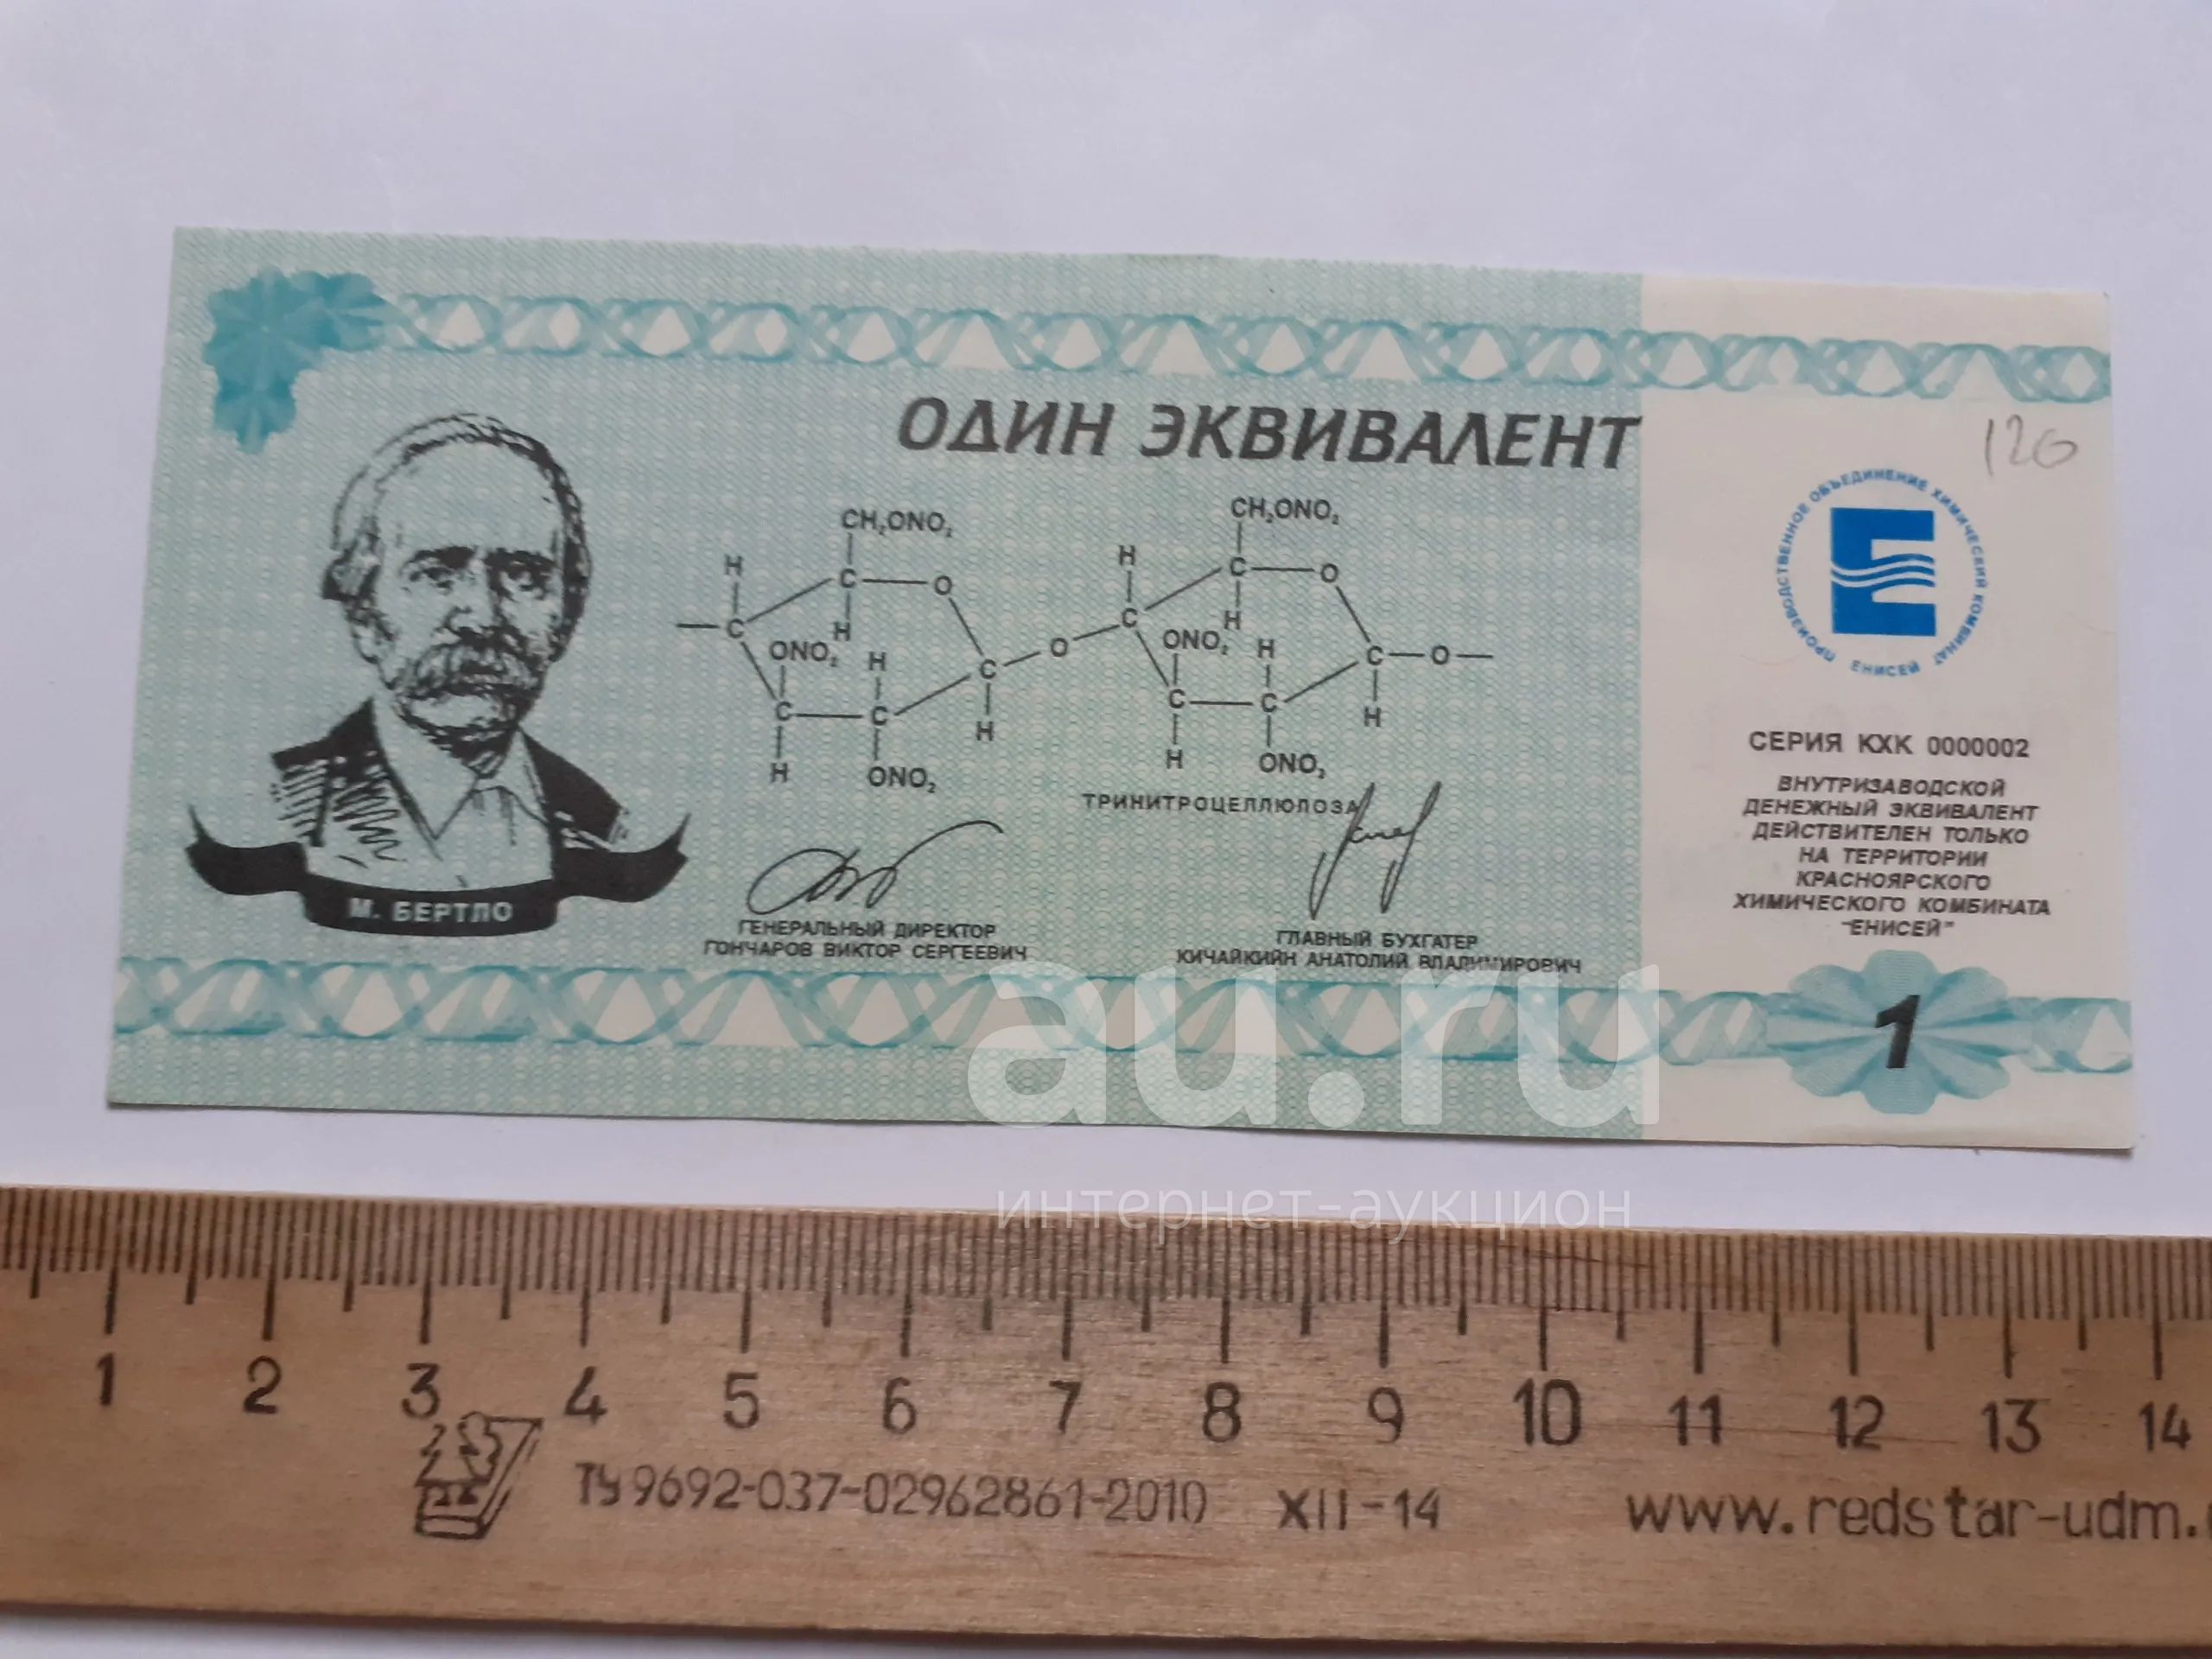 ОДИН ЭКВИВАЛЕНТ
120
CH₂ONO₂
CH₂ONO₂
H
C
O
H
C
O
C
H
ONO₂
H
C
O
C
H
ONO₂
H
C
O
C
C
H
C
C
H
H
ONO₂
H
ONO₂
ТРИНИТРОЦЕЛЛЮЛОЗА
М. БЕРТЛО
ГЕНЕРАЛЬНЫЙ ДИРЕКТОР
ГОНЧАРОВ ВИКТОР СЕРГЕЕВИЧ
ГЛАВНЫЙ БУХГАТЕР
КИЧАЙКИЙН АНАТОЛИЙ ВЛАДИМИРОВИЧ
ПРОИЗВОДСТВЕННОЕ ОБЪЕДИНЕНИЕ ХИМИЧЕСКИЙ КОМБИНАТ
ЕНИСЕЙ
Е
СЕРИЯ КХК 0000002
ВНУТРИЗАВОДСКОЙ
ДЕНЕЖНЫЙ ЭКВИВАЛЕНТ
ДЕЙСТВИТЕЛЕН ТОЛЬКО
НА ТЕРРИТОРИИ
КРАСНОЯРСКОГО
ХИМИЧЕСКОГО КОМБИНАТА
"ЕНИСЕЙ"
1
au.ru
интернет-аукцион
1 2 3 4 5 6 7 8 9 10 11 12 13 14
ТУ 9692-037-02962861-2010 XII-14 www.redstar-udm.